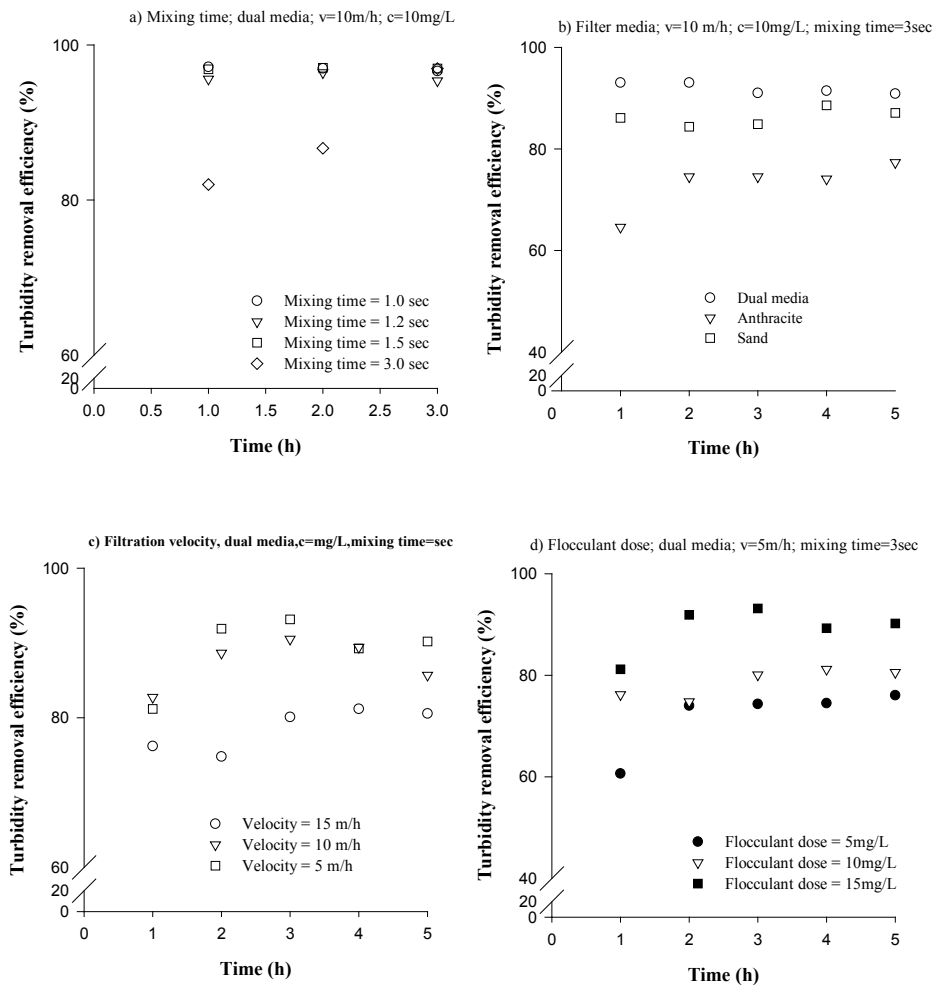 a) Mixing time; dual media, v=10m/h; c=10mg/L
100
80
60
20
0
0.0 0.5 1.0 1.5 2.0 2.5 3.0
Turbidity removal efficiency (%)
Time (h)
Mixing time = 1.0 sec
Mixing time = 1.2 sec
Mixing time = 1.5 sec
Mixing time = 3.0 sec
b) Filter media; v=10 m/h; c=10mg/L; mixing time=3sec
100
80
60
40
20
0
0 1 2 3 4 5
Turbidity removal efficiency (%)
Time (h)
Dual media
Anthracite
Sand
c) Filtration velocity, dual media,c=mg/L,mixing time=sec
100
80
60
20
0
0 1 2 3 4 5
Turbidity removal efficiency (%)
Time (h)
Velocity = 15 m/h
Velocity = 10 m/h
Velocity = 5 m/h
d) Flocculant dose; dual media; v=5m/h; mixing time=3sec
100
80
60
40
20
0
0 1 2 3 4 5
Turbidity removal efficiency (%)
Time (h)
Flocculant dose = 5mg/L
Flocculant dose = 10mg/L
Flocculant dose = 15mg/L